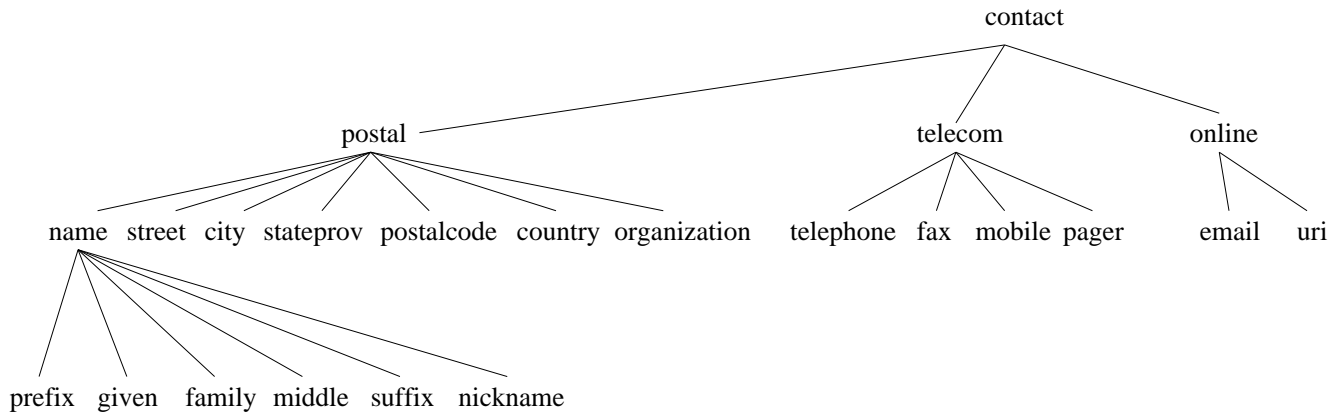 contact
postal telecom online
name street city stateprov postalcode country organization telephone fax mobile pager email uri
prefix given family middle suffix nickname